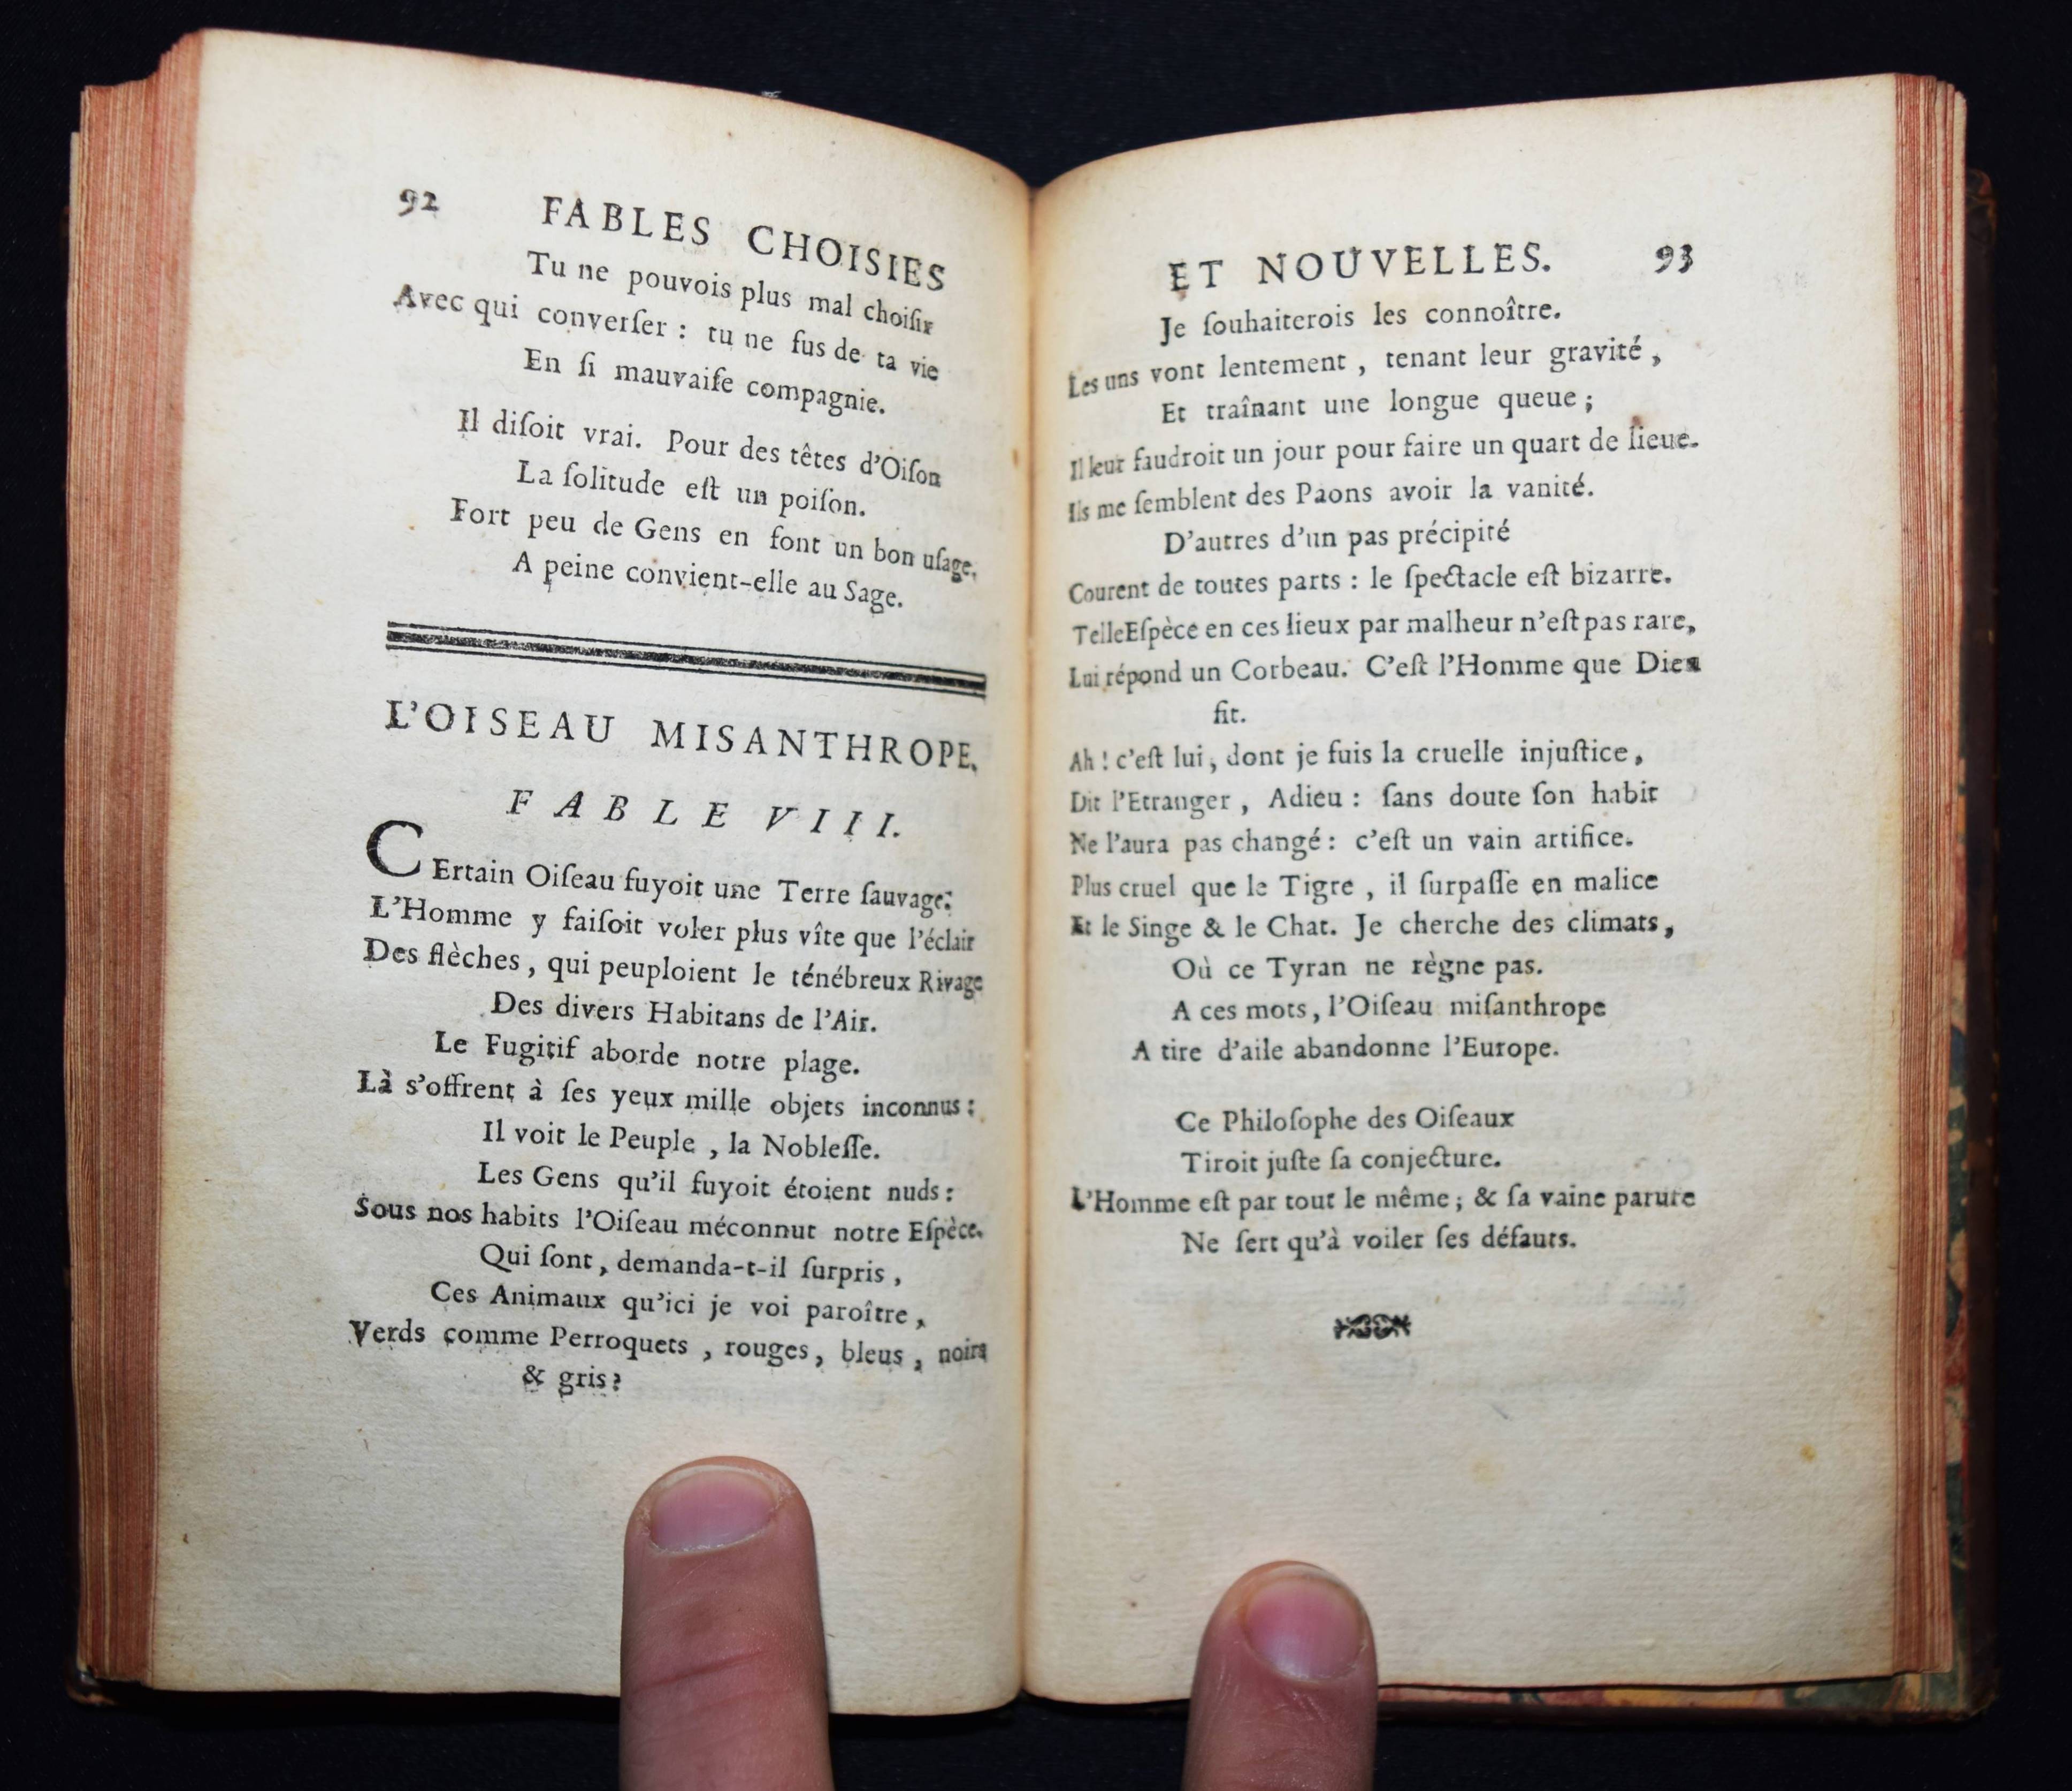 92 FABLES CHOISIES
Tu ne pouvois plus mal choiſir
Avec qui converſer : tu ne fus de ta vie
En ſi mauvaiſe compagnie.
Il diſoit vrai. Pour des têtes d'Oiſon
La ſolitude eſt un poiſon.
Fort peu de Gens en font un bon uſage.
A peine convient-elle au Sage.
L'OISEAU MISANTHROPE.
FABLE VIII.
CErtain Oiſeau fuyoit une Terre ſauvage:
L'Homme y faiſoit voler plus vîte que l'éclair
Des flèches, qui peuploient le ténébreux Rivage
Des divers Habitans de l'Air.
Le Fugitif aborde notre plage.
Là s'offrent à ſes yeux mille objets inconnus :
Il voit le Peuple , la Nobleſſe.
Les Gens qu'il fuyoit étoient nuds :
Sous nos habits l'Oiſeau méconnut notre Eſpèce.
Qui ſont, demanda-t-il ſurpris ,
Ces Animaux qu'ici je voi paroître ,
Verds comme Perroquets , rouges, bleus , noirs
& gris?
ET NOUVELLES. 93
Je ſouhaiterois les connoître.
Les uns vont lentement , tenant leur gravité ,
Et traînant une longue queue ;
Il leur faudroit un jour pour faire un quart de lieue.
Ils me ſemblent des Paons avoir la vanité.
D'autres d'un pas précipité
Courent de toutes parts : le ſpectacle eſt bizarre.
Telle Eſpèce en ces lieux par malheur n'eſt pas rare,
Lui répond un Corbeau. C'eſt l'Homme que Dieu
fit.
Ah ! c'eſt lui, dont je fuis la cruelle injuſtice ,
Dit l'Etranger , Adieu : ſans doute ſon habit
Ne l'aura pas changé : c'eſt un vain artifice.
Plus cruel que le Tigre , il ſurpaſſe en malice
Et le Singe & le Chat. Je cherche des climats ,
Où ce Tyran ne règne pas.
A ces mots, l'Oiſeau miſanthrope
A tire d'aile abandonne l'Europe.
Ce Philoſophe des Oiſeaux
Tiroit juſte ſa conjecture.
L'Homme eſt par tout le même ; & ſa vaine parure
Ne ſert qu'à voiler ſes défauts.